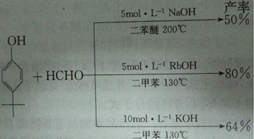 产率
5mol·L⁻¹ NaOH
二苯醚 200℃
50%
OH
+HCHO
5mol·L⁻¹ RbOH
二甲苯 130℃
80%
10mol·L⁻¹ KOH
二甲苯 130℃
64%